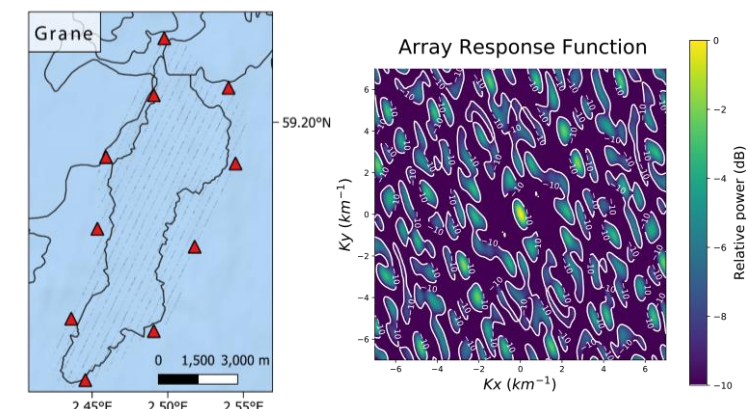 Grane
59.20°N
0 1,500 3,000 m
2.45°E 2.50°E 2.55°E
Array Response Function
Ky (km⁻¹)
6
4
2
0
−2
−4
−6
−6 −4 −2 0 2 4 6
Kx (km⁻¹)
0
−2
−4
−6
−8
−10
Relative power (dB)